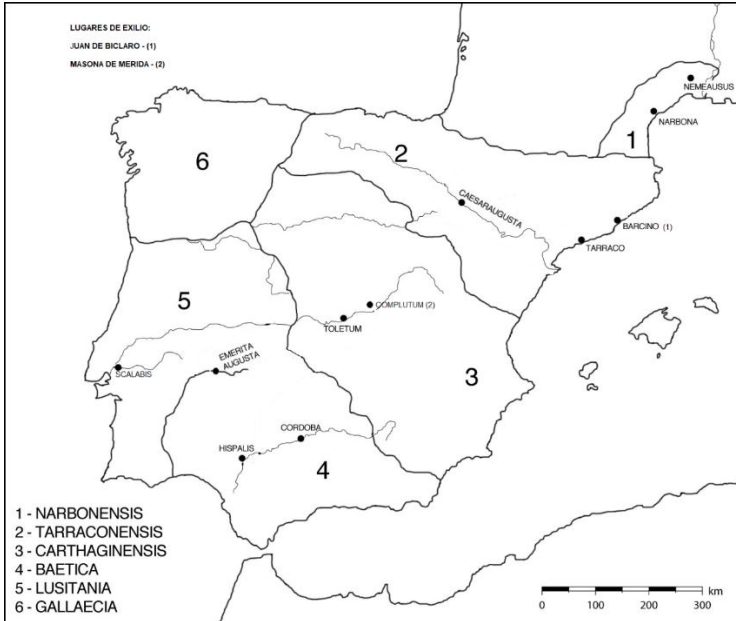 LUGARES DE EXILIO:
JUAN DE BICLARO - (1)
MASONA DE MERIDA - (2)
NEMEAUSUS
NARBONA
1
2
6
CAESARAUGUSTA
BARCINO (1)
TARRACO
5
COMPLUTUM (2)
TOLETUM
EMERITA
AUGUSTA
SCALABIS
3
CORDOBA
HISPALIS
4
1 - NARBONENSIS
2 - TARRACONENSIS
3 - CARTHAGINENSIS
4 - BAETICA
5 - LUSITANIA
6 - GALLAECIA
km
0 100 200 300